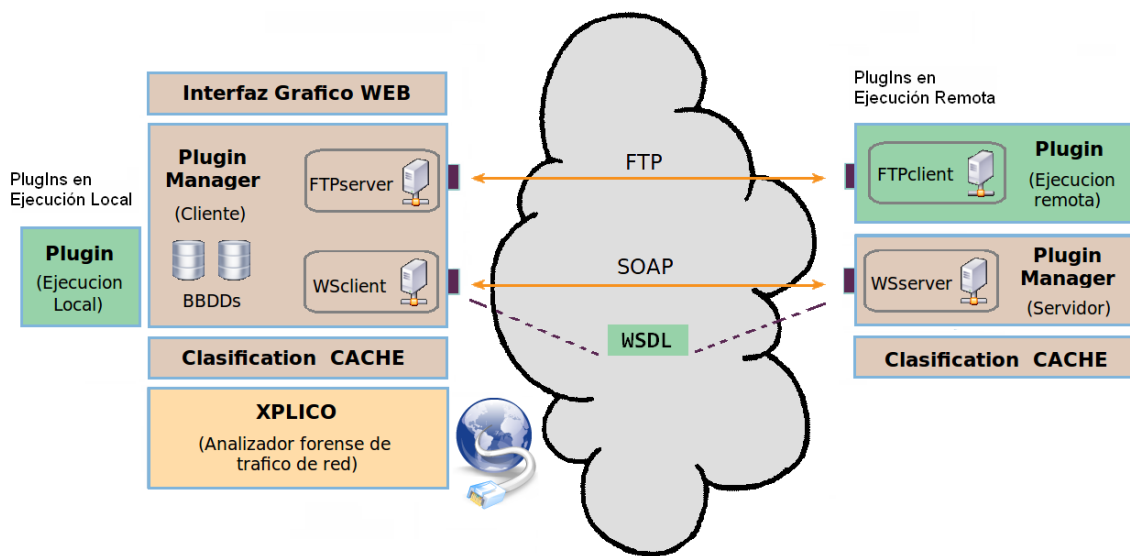 PlugIns en
Ejecución Local
Plugin
(Ejecucion
Local)
Interfaz Grafico WEB
Plugin
Manager
(Cliente)
BBDDs
FTPserver
WSclient
Clasification CACHE
XPLICO
(Analizador forense de
trafico de red)
FTP
SOAP
WSDL
PlugIns en
Ejecución Remota
FTPclient
Plugin
(Ejecucion
remota)
WSserver
Plugin
Manager
(Servidor)
Clasification CACHE